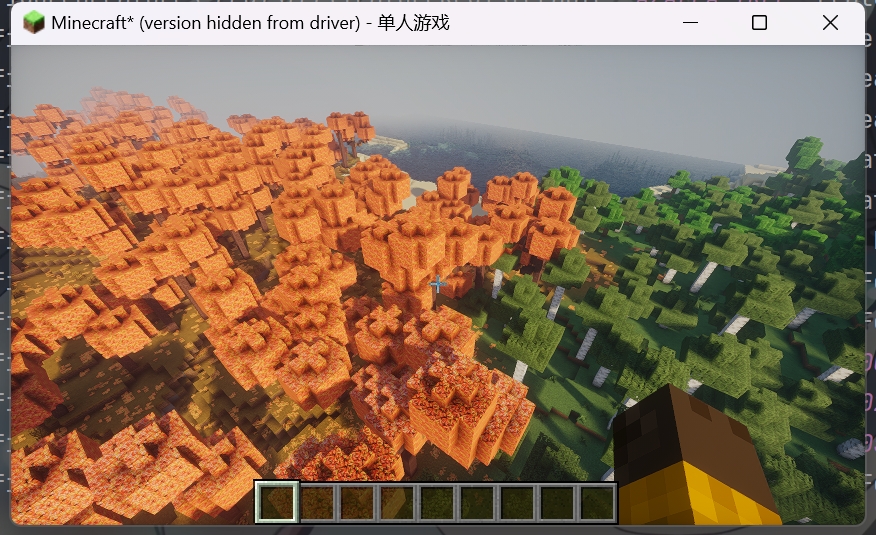 Minecraft* (version hidden from driver) - 单人游戏